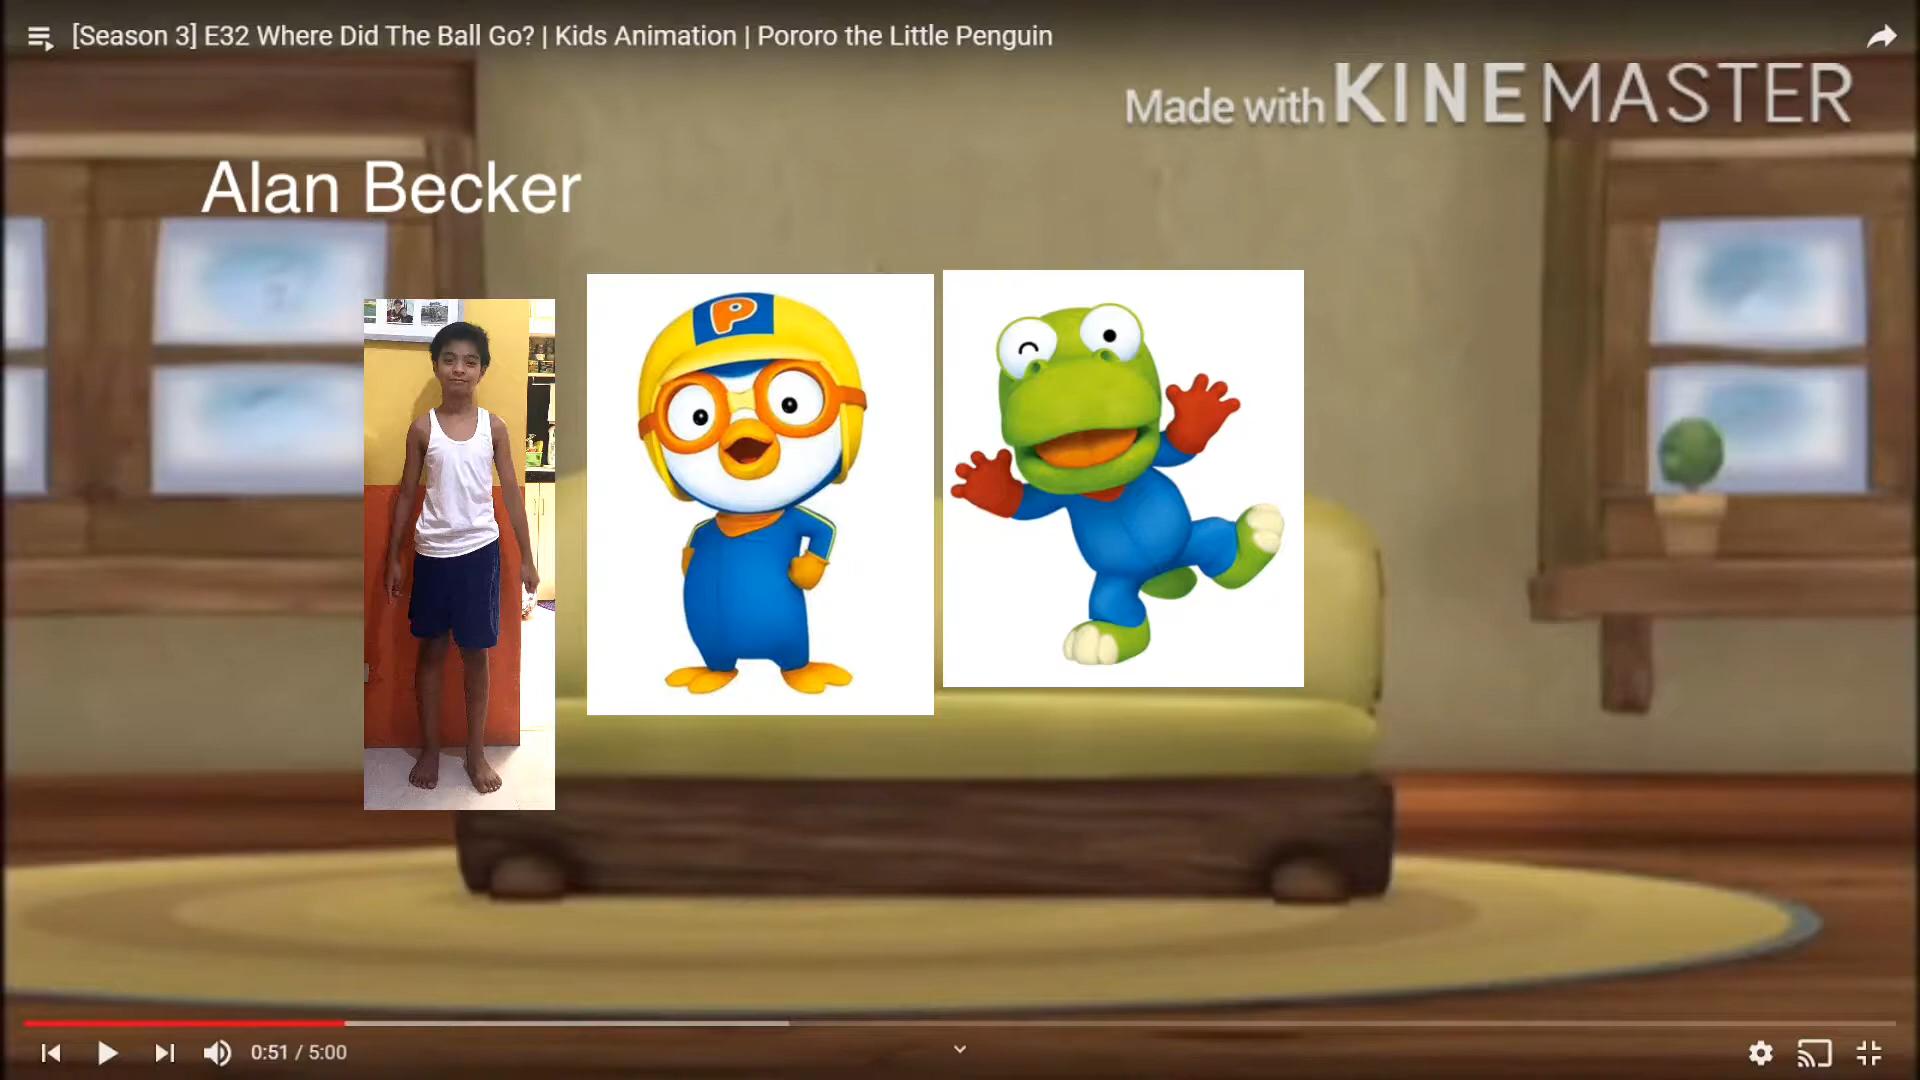 [Season 3] E32 Where Did The Ball Go? | Kids Animation | Pororo the Little Penguin
Made with KINEMASTER
Alan Becker
P
0:51 / 5:00